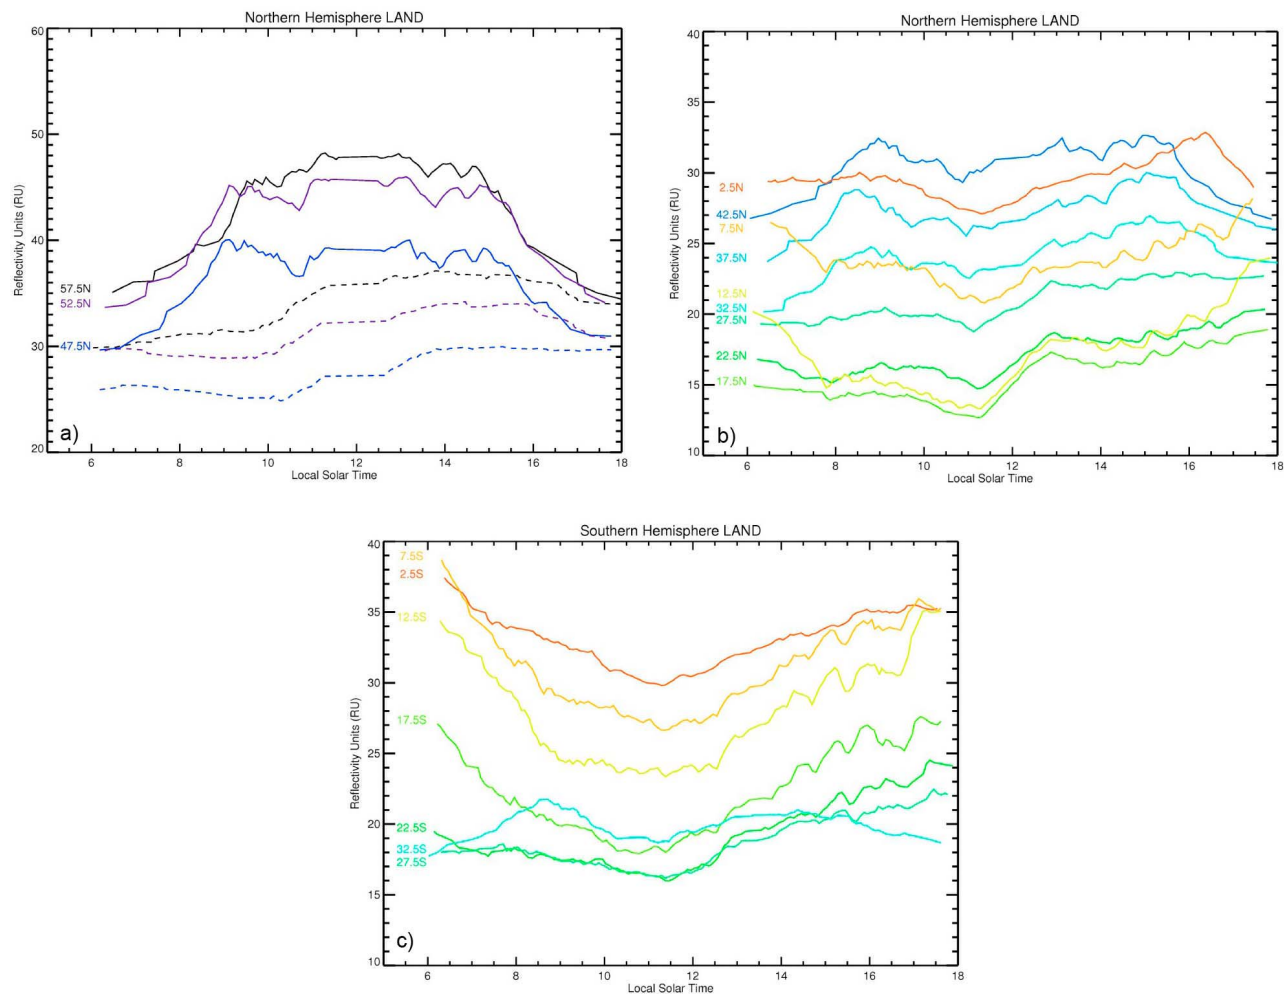 Northern Hemisphere LAND
60
50
40
30
20
Reflectivity Units (RU)
57.5N
52.5N
47.5N
a)
6 8 10 12 14 16 18
Local Solar Time
Northern Hemisphere LAND
40
35
30
25
20
15
10
Reflectivity Units (RU)
2.5N
42.5N
7.5N
37.5N
12.5N
32.5N
27.5N
22.5N
17.5N
b)
6 8 10 12 14 16 18
Local Solar Time
Southern Hemisphere LAND
40
35
30
25
20
15
10
Reflectivity Units (RU)
7.5S
2.5S
12.5S
17.5S
22.5S
32.5S
27.5S
c)
6 8 10 12 14 16 18
Local Solar Time